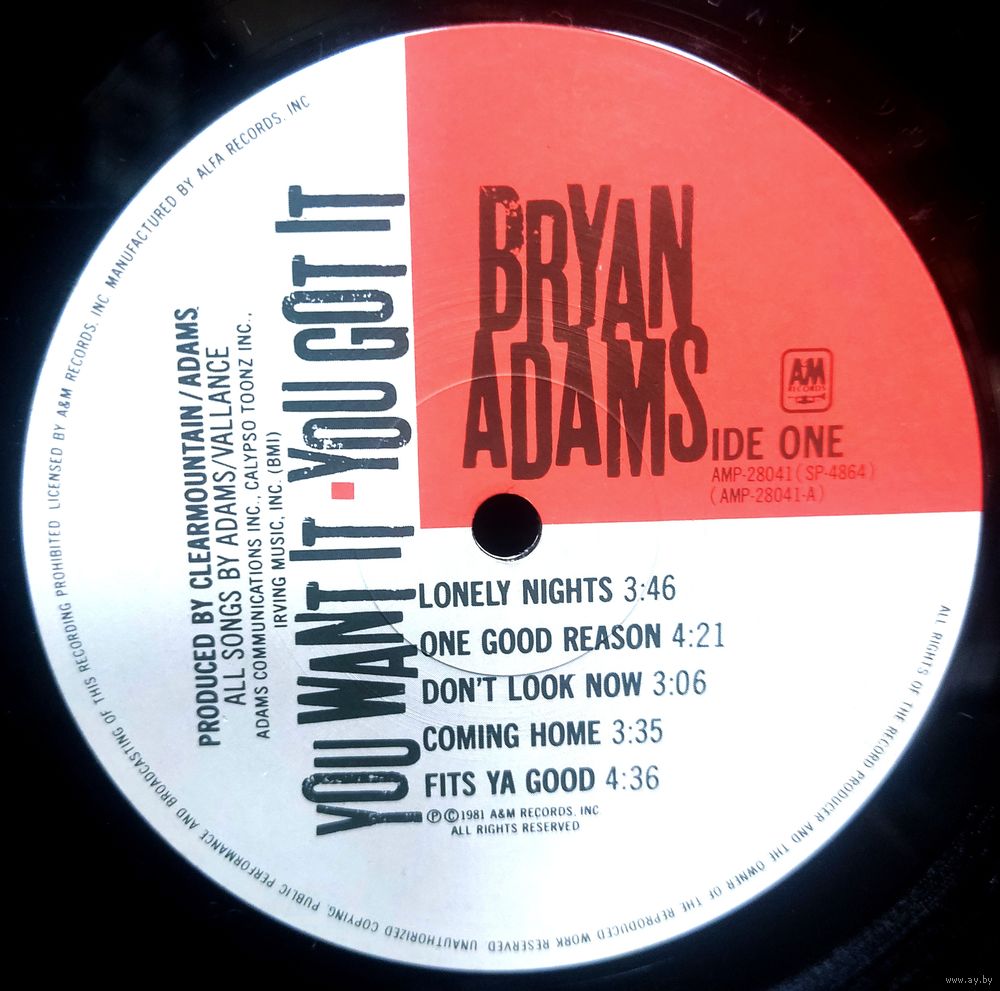 BRYAN
ADAMS
A&M
RECORDS
IDE ONE
AMP-28041 (SP-4864)
(AMP-28041-A)
YOU WANT IT YOU GOT IT
PRODUCED BY CLEARMOUNTAIN/ADAMS
ALL SONGS BY ADAMS/VALLANCE
ADAMS COMMUNICATIONS INC., CALYPSO TOONZ INC.,
IRVING MUSIC, INC. (BMI)
LONELY NIGHTS 3:46
ONE GOOD REASON 4:21
DON'T LOOK NOW 3:06
COMING HOME 3:35
FITS YA GOOD 4:36
Ⓟ©1981 A&M RECORDS, INC
ALL RIGHTS RESERVED
ALL RIGHTS OF THE RECORD PRODUCER AND THE OWNER OF THE REPRODUCED WORK RESERVED. UNAUTHORIZED COPYING, PUBLIC PERFORMANCE AND BROADCASTING OF THIS RECORDING PROHIBITED LICENSED BY A&M RECORDS, INC MANUFACTURED BY ALFA RECORDS, INC
www.ay.by